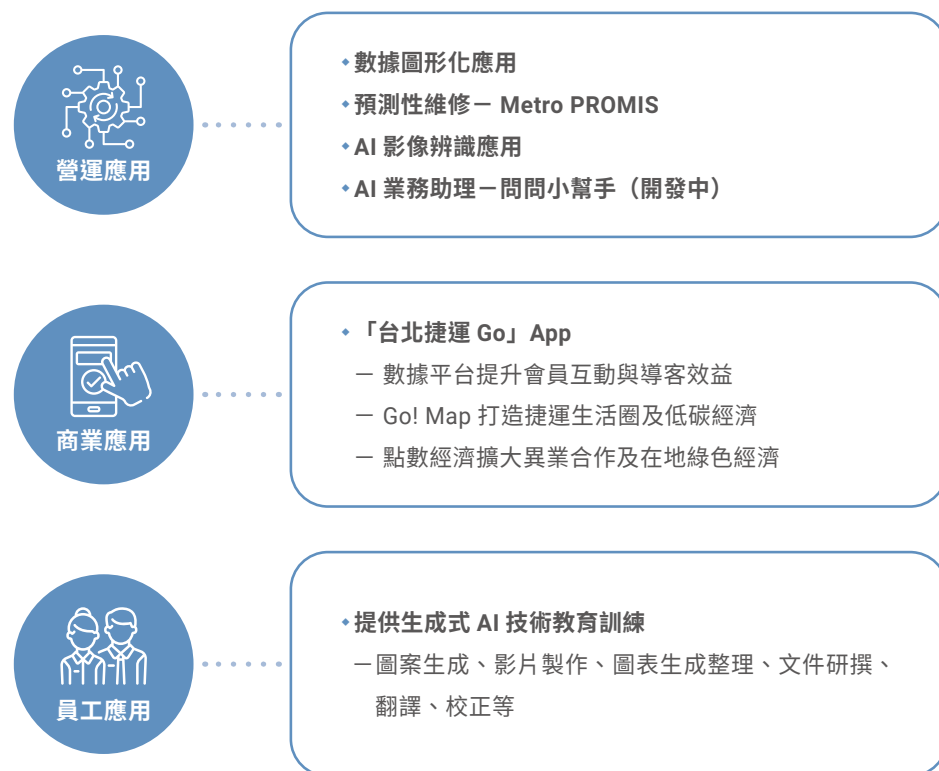 營運應用
數據圖形化應用
預測性維修－ Metro PROMIS
AI 影像辨識應用
AI 業務助理－問問小幫手（開發中）
商業應用
「台北捷運 Go」App
－ 數據平台提升會員互動與導客效益
－ Go! Map 打造捷運生活圈及低碳經濟
－ 點數經濟擴大異業合作及在地綠色經濟
員工應用
提供生成式 AI 技術教育訓練
－圖案生成、影片製作、圖表生成整理、文件研撰、
翻譯、校正等